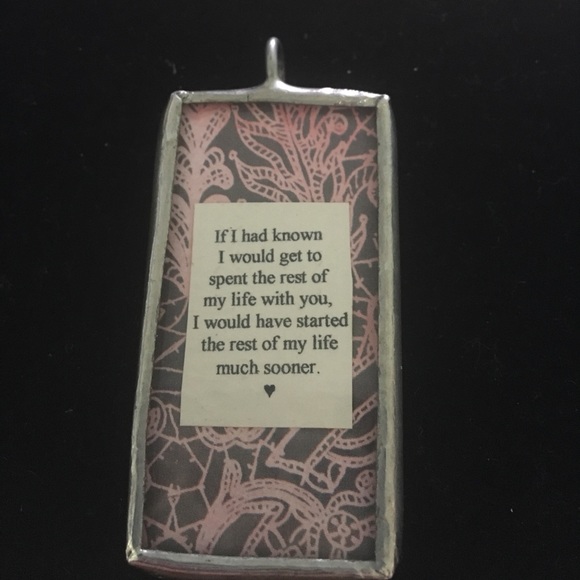 If I had known
I would get to
spent the rest of
my life with you,
I would have started
the rest of my life
much sooner.
♥